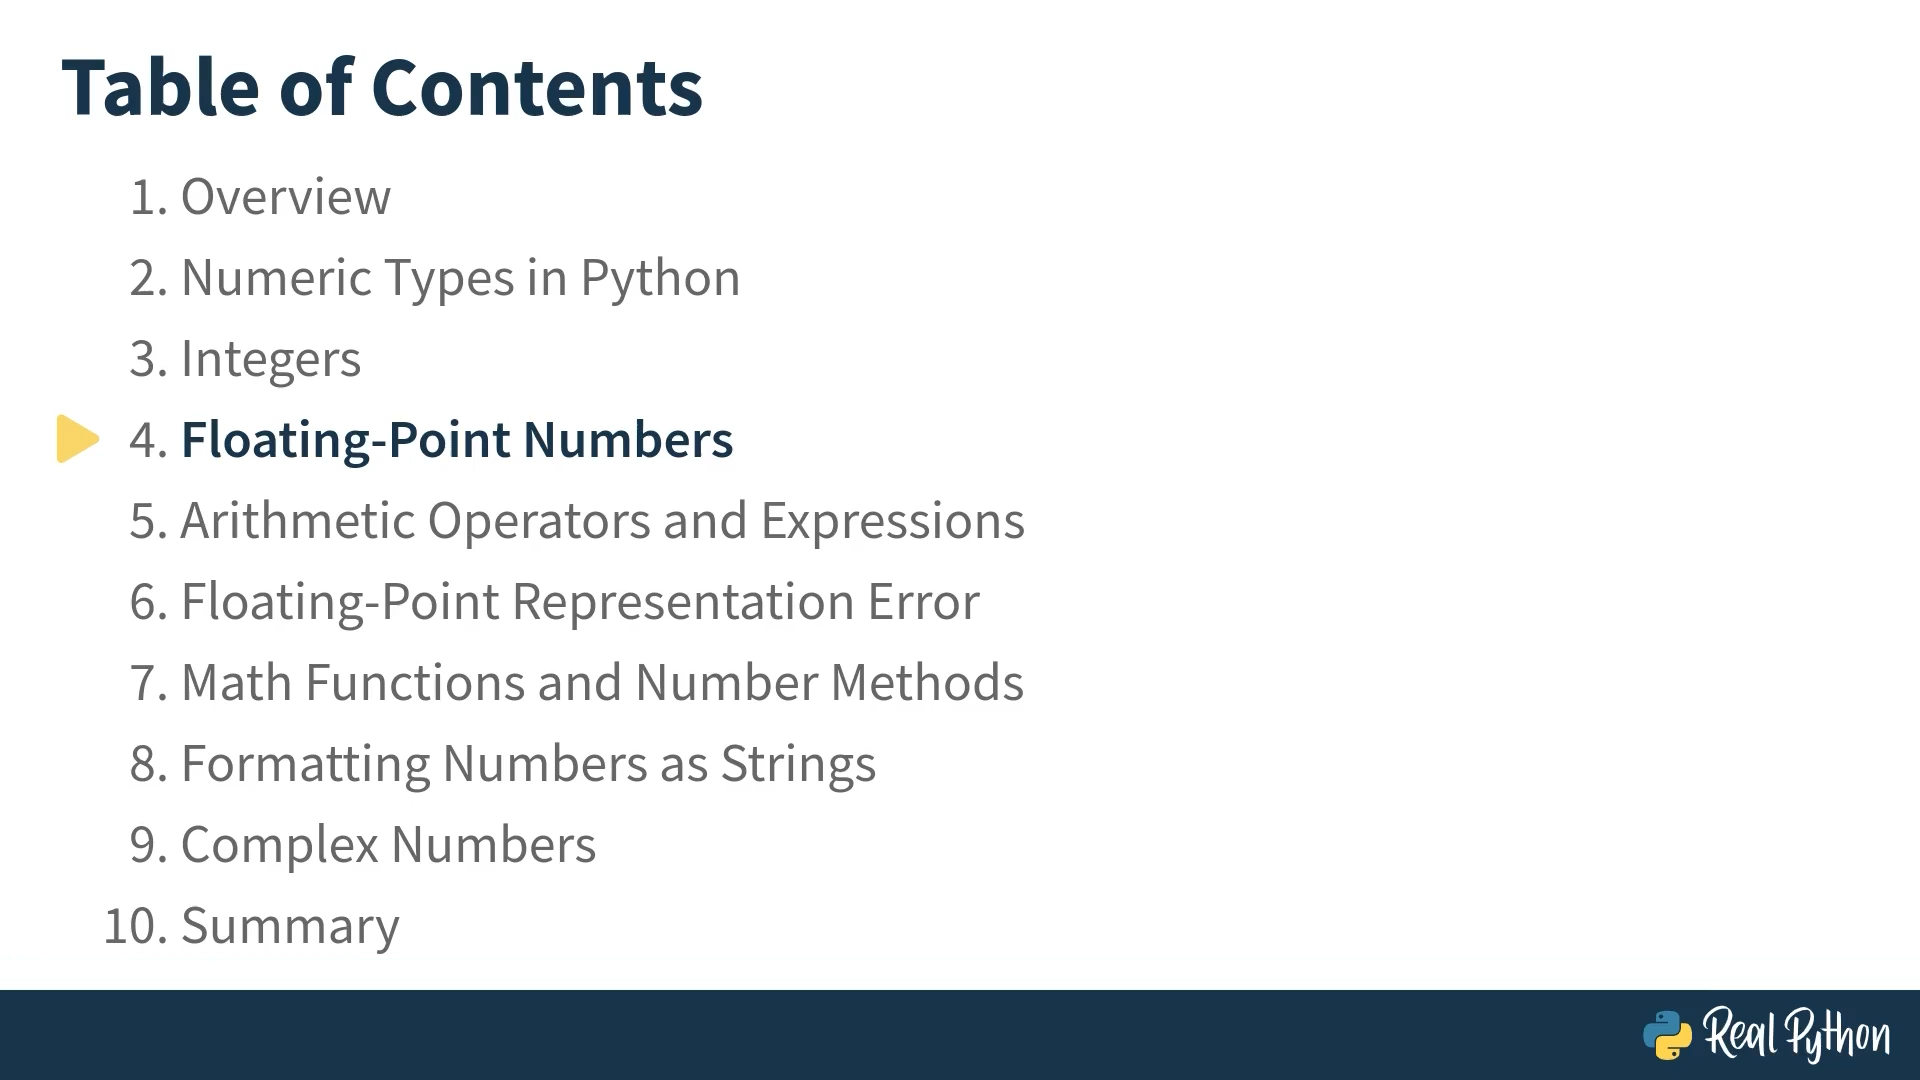 Table of Contents
1. Overview
2. Numeric Types in Python
3. Integers
4. Floating-Point Numbers
5. Arithmetic Operators and Expressions
6. Floating-Point Representation Error
7. Math Functions and Number Methods
8. Formatting Numbers as Strings
9. Complex Numbers
10. Summary
Real Python